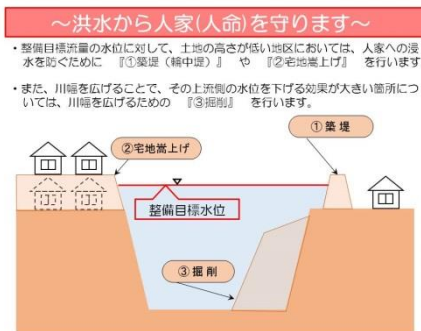 ～洪水から人家(人命)を守ります～
・整備目標流量の水位に対して、土地の高さが低い地区においては、人家への浸
水を防ぐために 『①築堤（輪中堤）』 や 『②宅地嵩上げ』 を行います
・また、川幅を広げることで、その上流側の水位を下げる効果が大きい箇所につ
いては、川幅を広げるための 『③掘削』 を行います。
①築堤
②宅地嵩上げ
整備目標水位
③掘削